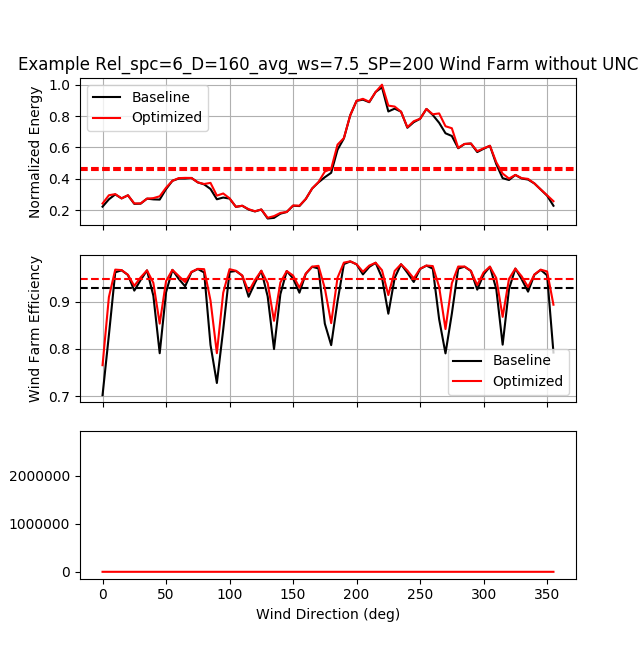 Example Rel_spc=6_D=160_avg_ws=7.5_SP=200 Wind Farm without UNC
Normalized Energy
1.0
0.8
0.6
0.4
0.2
Baseline
Optimized
Wind Farm Efficiency
0.9
0.8
0.7
Baseline
Optimized
2000000
1000000
0
0 50 100 150 200 250 300 350
Wind Direction (deg)